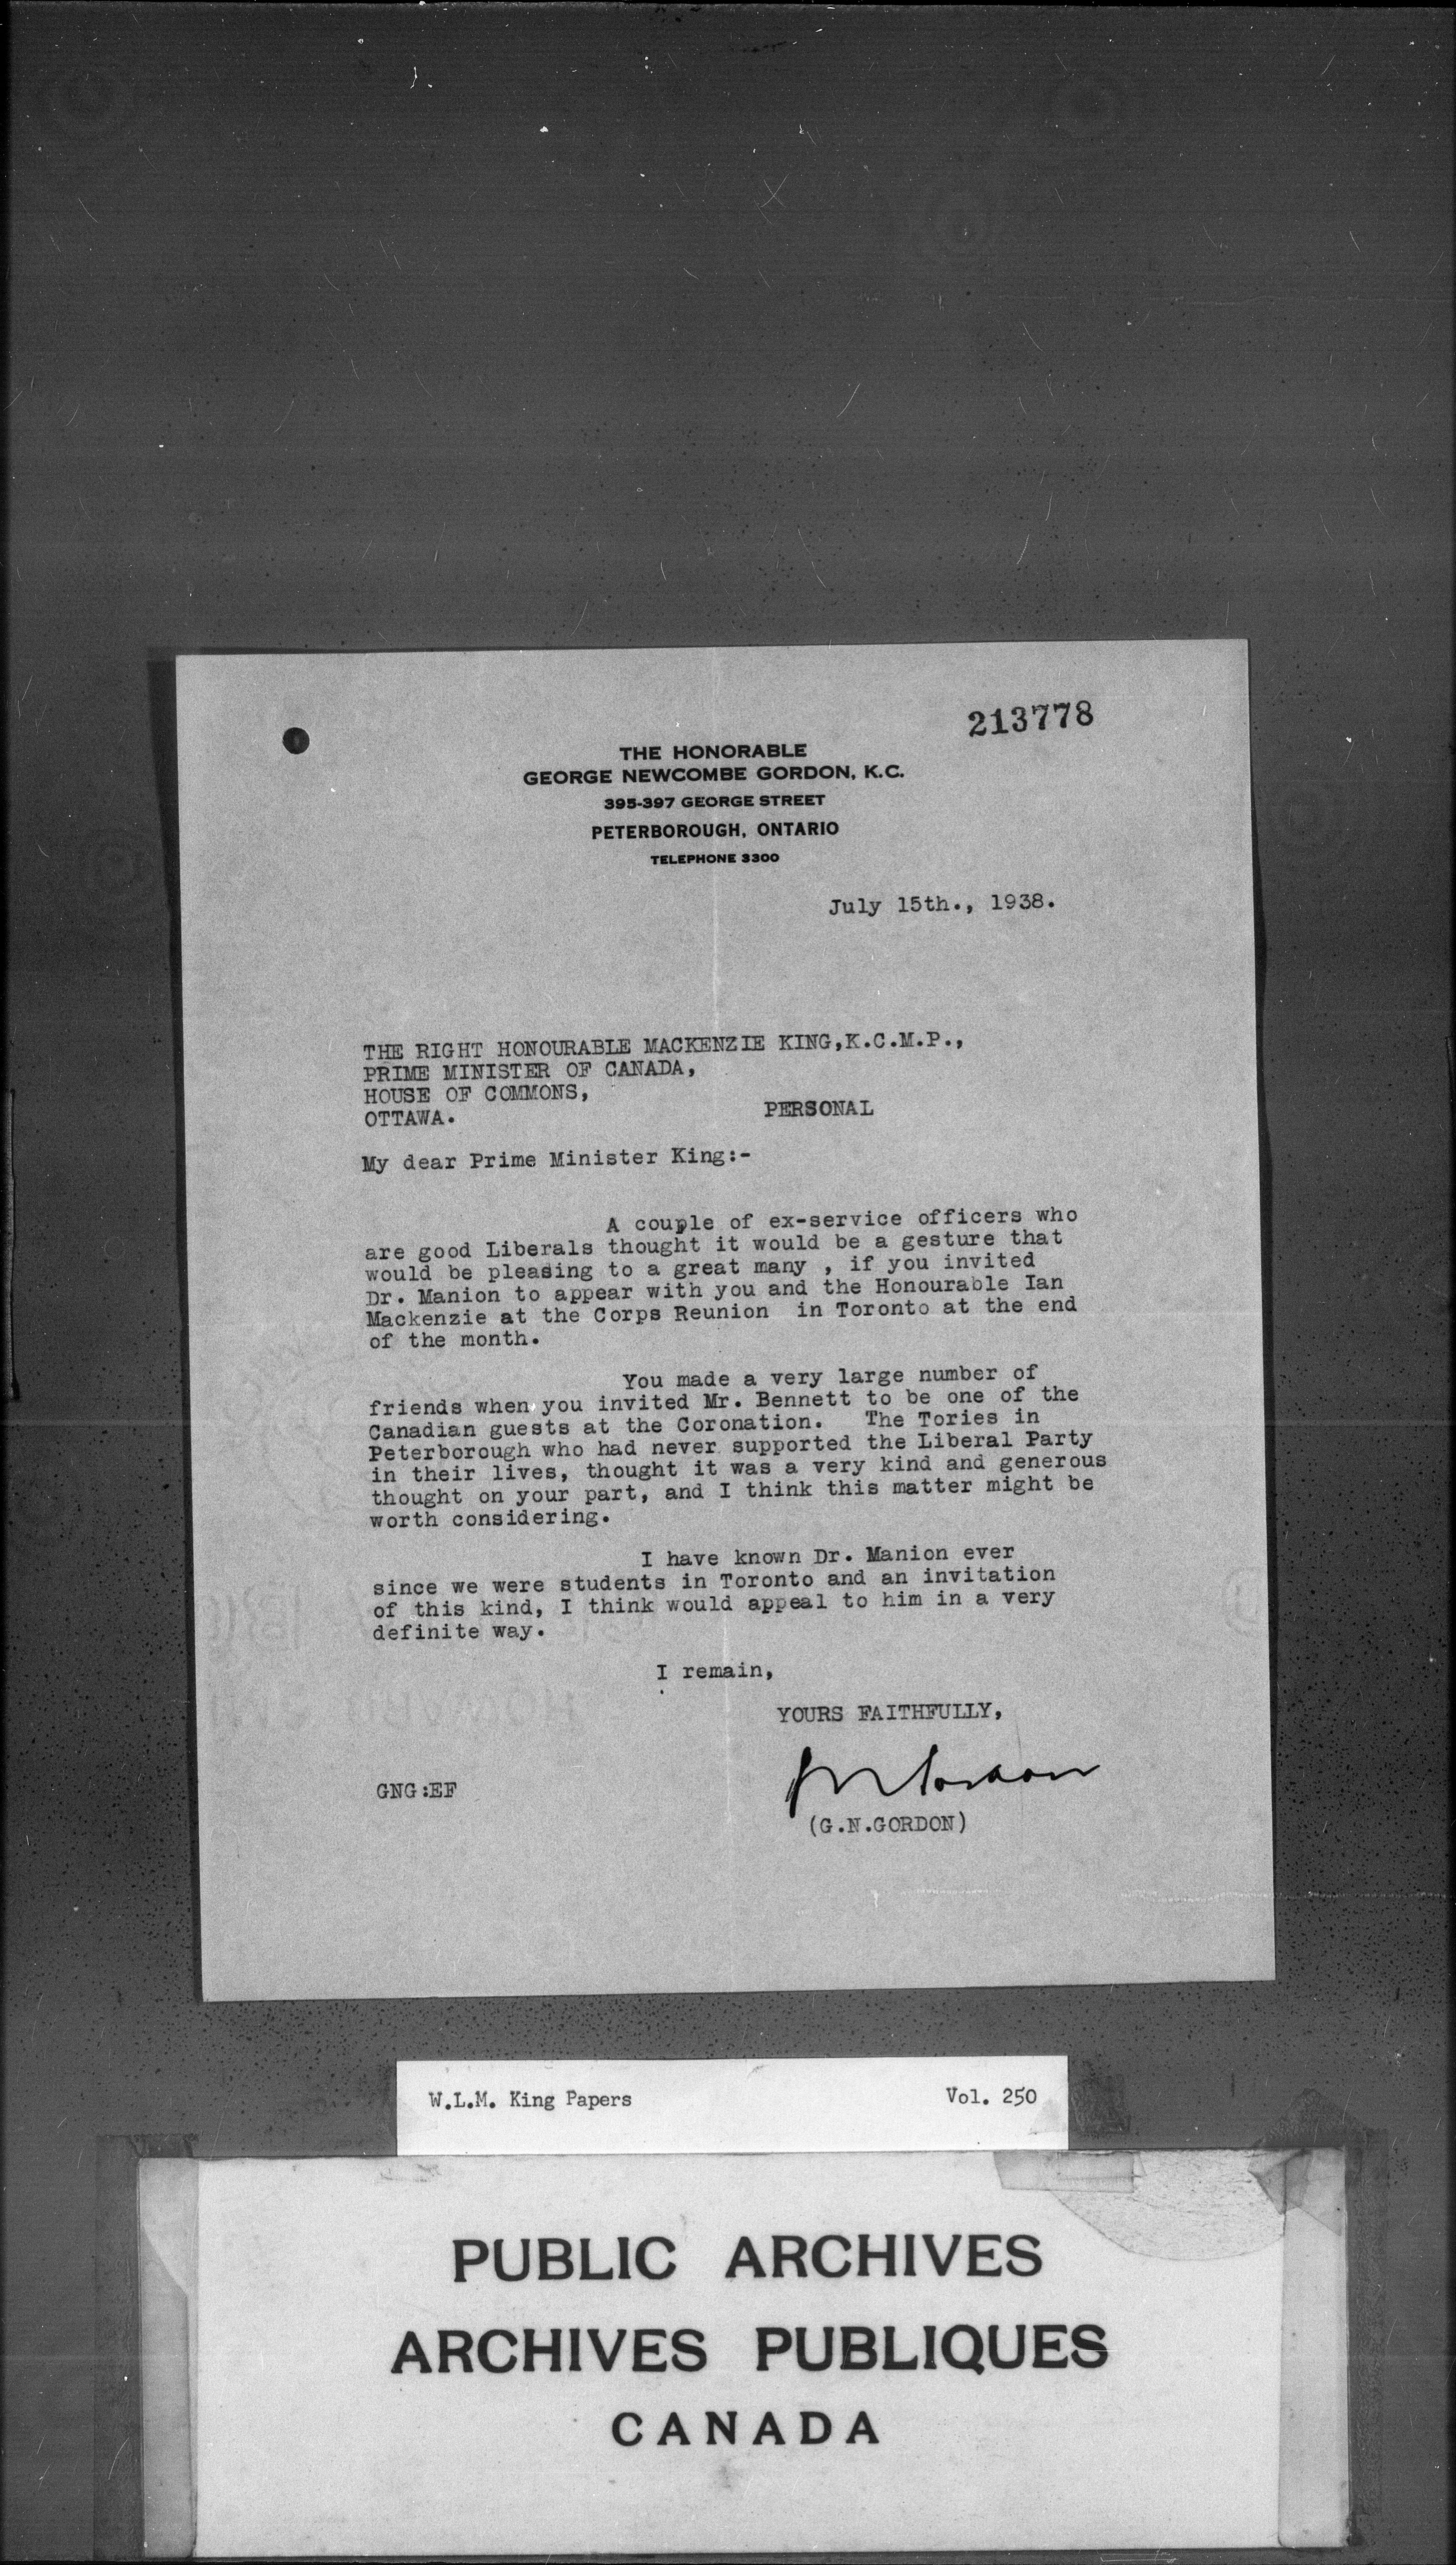 213778
THE HONORABLE
GEORGE NEWCOMBE GORDON, K.C.
395-397 GEORGE STREET
PETERBOROUGH, ONTARIO
TELEPHONE 3300
July 15th., 1938.
THE RIGHT HONOURABLE MACKENZIE KING,K.C.M.P.,
PRIME MINISTER OF CANADA,
HOUSE OF COMMONS,
OTTAWA.
PERSONAL
My dear Prime Minister King:-
A couple of ex-service officers who
are good Liberals thought it would be a gesture that
would be pleasing to a great many , if you invited
Dr. Manion to appear with you and the Honourable Ian
Mackenzie at the Corps Reunion in Toronto at the end
of the month.
You made a very large number of
friends when you invited Mr. Bennett to be one of the
Canadian guests at the Coronation. The Tories in
Peterborough who had never supported the Liberal Party
in their lives, thought it was a very kind and generous
thought on your part, and I think this matter might be
worth considering.
I have known Dr. Manion ever
since we were students in Toronto and an invitation
of this kind, I think would appeal to him in a very
definite way.
I remain,
YOURS FAITHFULLY,
GNG:EF
(G.N.GORDON)
W.L.M. King Papers Vol. 250
PUBLIC ARCHIVES
ARCHIVES PUBLIQUES
CANADA